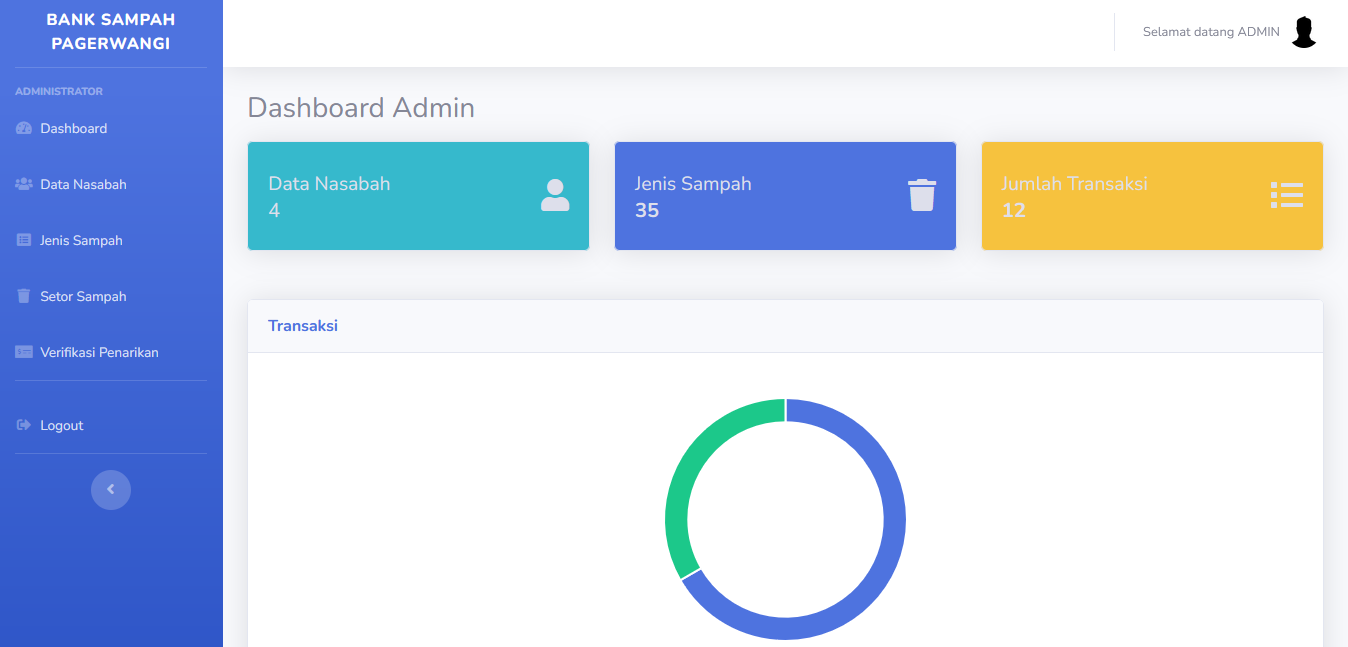 BANK SAMPAH
PAGERWANGI
ADMINISTRATOR
Dashboard
Data Nasabah
Jenis Sampah
Setor Sampah
Verifikasi Penarikan
Logout
Selamat datang ADMIN
Dashboard Admin
Data Nasabah
4
Jenis Sampah
35
Jumlah Transaksi
12
Transaksi